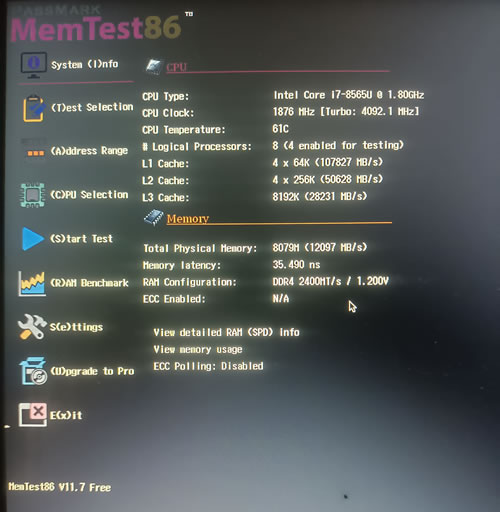 PASSMARK
MemTest86™
System (I)nfo
(T)est Selection
(A)ddress Range
(C)PU Selection
(S)tart Test
(R)AM Benchmark
S(e)ttings
(U)pgrade to Pro
E(x)it
CPU
CPU Type: Intel Core i7-8565U @ 1.80GHz
CPU Clock: 1876 MHz [Turbo: 4092.1 MHz]
CPU Temperature: 61C
# Logical Processors: 8 (4 enabled for testing)
L1 Cache: 4 x 64K (107827 MB/s)
L2 Cache: 4 x 256K (50628 MB/s)
L3 Cache: 8192K (28231 MB/s)
Memory
Total Physical Memory: 8079M (12097 MB/s)
Memory latency: 35.490 ns
RAM Configuration: DDR4 2400MT/s / 1.200V
ECC Enabled: N/A
View detailed RAM (SPD) Info
View memory usage
ECC Polling: Disabled
MemTest86 V11.7 Free